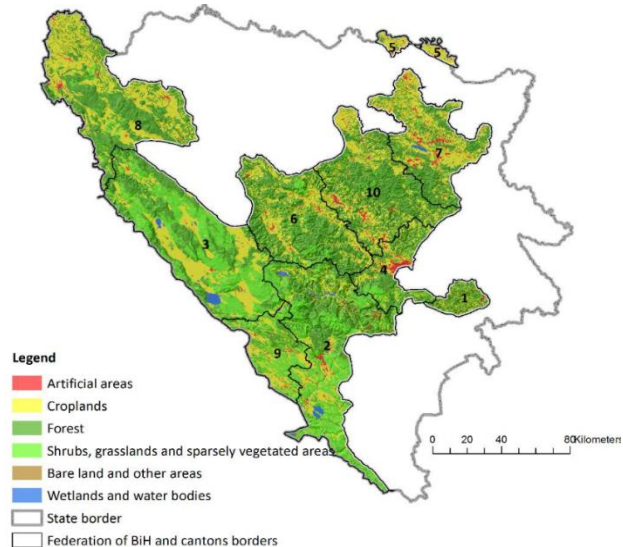 5
5
8
7
10
6
3
4
1
2
9
Legend
Artificial areas
Croplands
Forest
Shrubs, grasslands and sparsely vegetated areas
Bare land and other areas
Wetlands and water bodies
State border
Federation of BiH and cantons borders
0 20 40 80 Kilometers